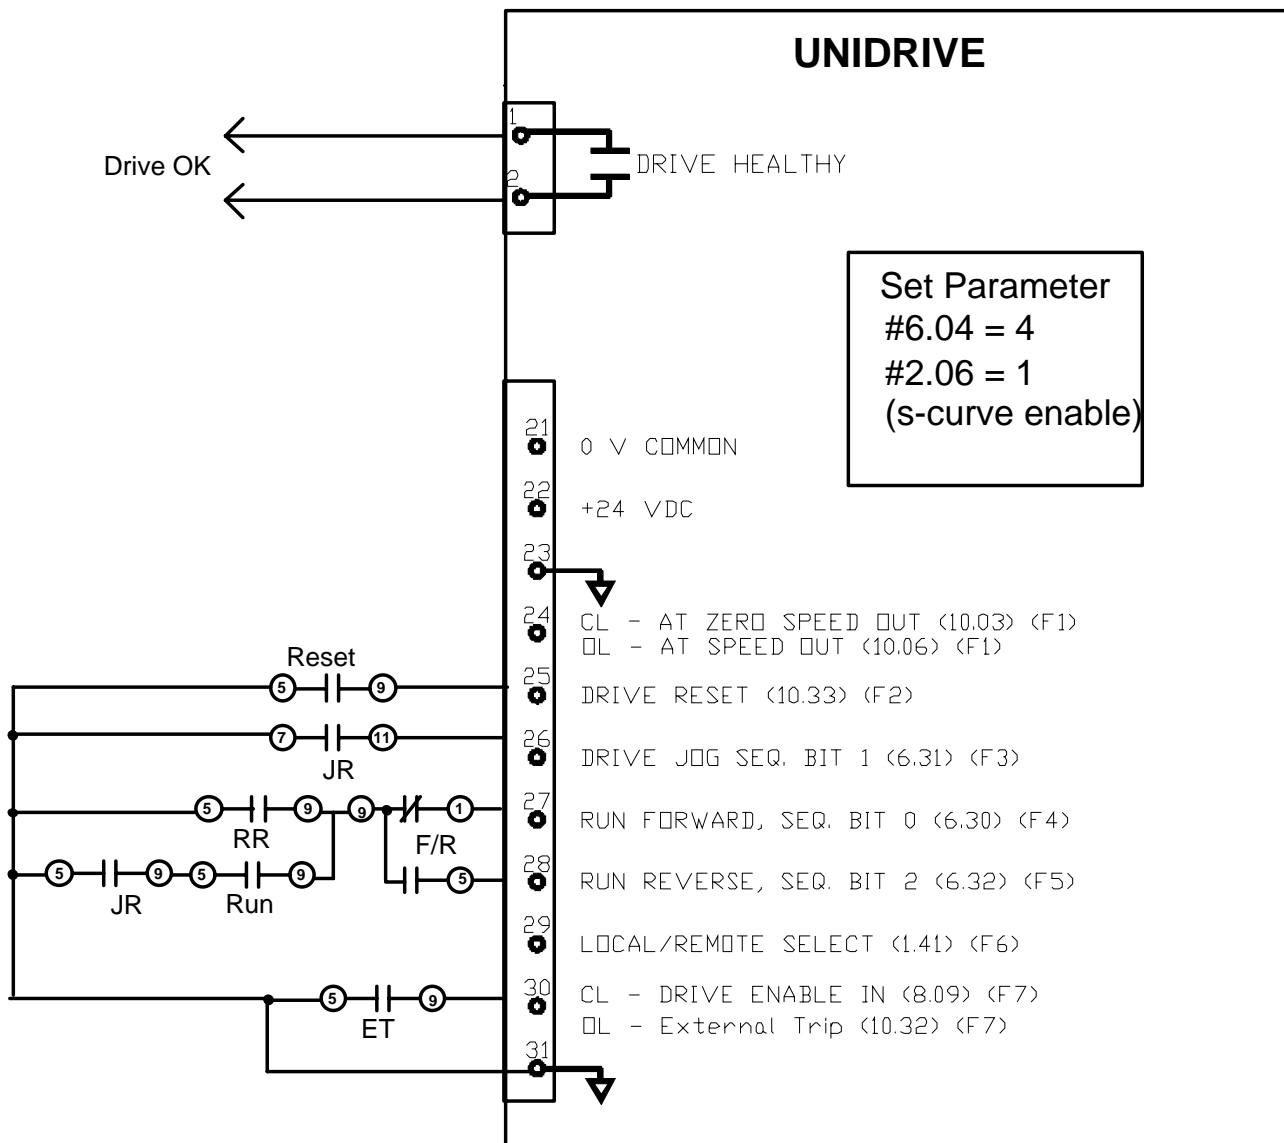 UNIDRIVE
1
Drive OK
DRIVE HEALTHY
2
Set Parameter
#6.04 = 4
#2.06 = 1
(s-curve enable)
21
0 V COMMON
22
+24 VDC
23
24
CL - AT ZERO SPEED OUT (10.03) (F1)
OL - AT SPEED OUT (10.06) (F1)
Reset
5 9
25
DRIVE RESET (10.33) (F2)
7 11
JR
26
DRIVE JOG SEQ. BIT 1 (6.31) (F3)
5 9 9 1
RR F/R
27
RUN FORWARD, SEQ. BIT 0 (6.30) (F4)
5 9 5 9 5
JR Run
28
RUN REVERSE, SEQ. BIT 2 (6.32) (F5)
29
LOCAL/REMOTE SELECT (1.41) (F6)
5 9
ET
30
CL - DRIVE ENABLE IN (8.09) (F7)
OL - External Trip (10.32) (F7)
31